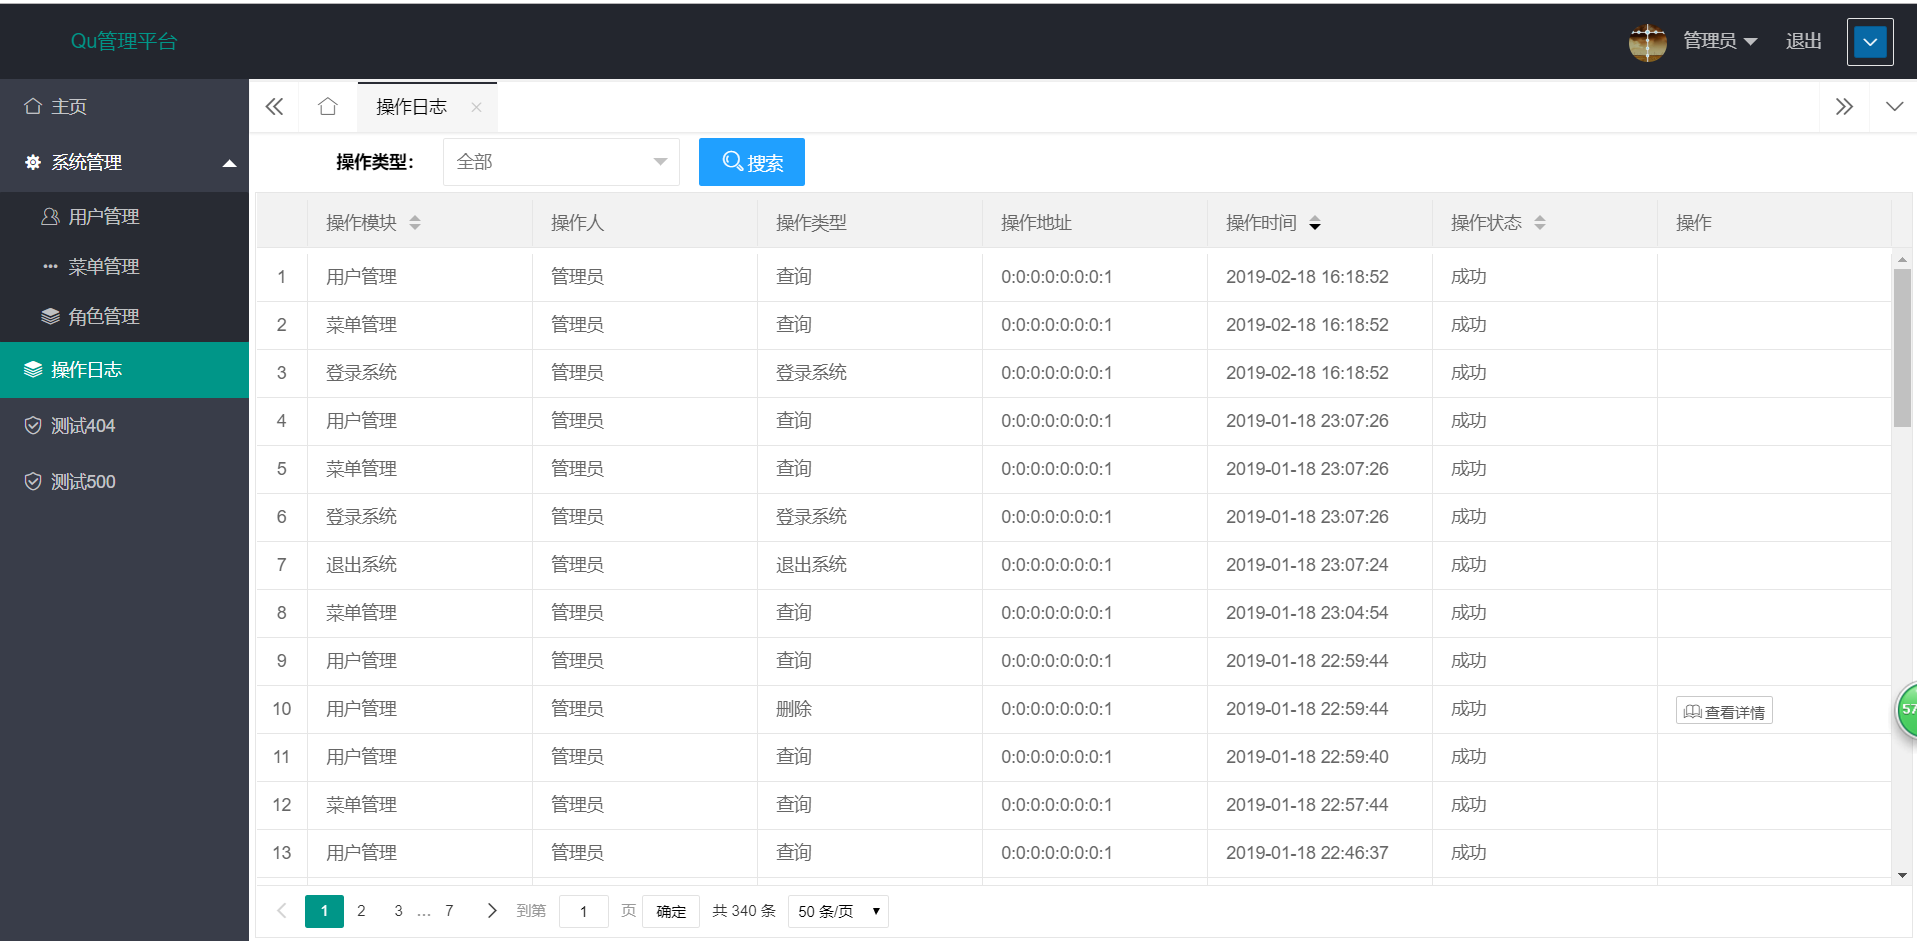 Qu管理平台
管理员 退出
主页
系统管理
用户管理
菜单管理
角色管理
操作日志
测试404
测试500
操作日志
操作类型: 全部 搜索
操作模块 操作人 操作类型 操作地址 操作时间 操作状态 操作
1 用户管理 管理员 查询 0:0:0:0:0:0:0:1 2019-02-18 16:18:52 成功
2 菜单管理 管理员 查询 0:0:0:0:0:0:0:1 2019-02-18 16:18:52 成功
3 登录系统 管理员 登录系统 0:0:0:0:0:0:0:1 2019-02-18 16:18:52 成功
4 用户管理 管理员 查询 0:0:0:0:0:0:0:1 2019-01-18 23:07:26 成功
5 菜单管理 管理员 查询 0:0:0:0:0:0:0:1 2019-01-18 23:07:26 成功
6 登录系统 管理员 登录系统 0:0:0:0:0:0:0:1 2019-01-18 23:07:26 成功
7 退出系统 管理员 退出系统 0:0:0:0:0:0:0:1 2019-01-18 23:07:24 成功
8 菜单管理 管理员 查询 0:0:0:0:0:0:0:1 2019-01-18 23:04:54 成功
9 用户管理 管理员 查询 0:0:0:0:0:0:0:1 2019-01-18 22:59:44 成功
10 用户管理 管理员 删除 0:0:0:0:0:0:0:1 2019-01-18 22:59:44 成功 查看详情
11 用户管理 管理员 查询 0:0:0:0:0:0:0:1 2019-01-18 22:59:40 成功
12 菜单管理 管理员 查询 0:0:0:0:0:0:0:1 2019-01-18 22:57:44 成功
13 用户管理 管理员 查询 0:0:0:0:0:0:0:1 2019-01-18 22:46:37 成功
1 2 3 … 7 到第 1 页 确定 共 340 条 50 条/页
57